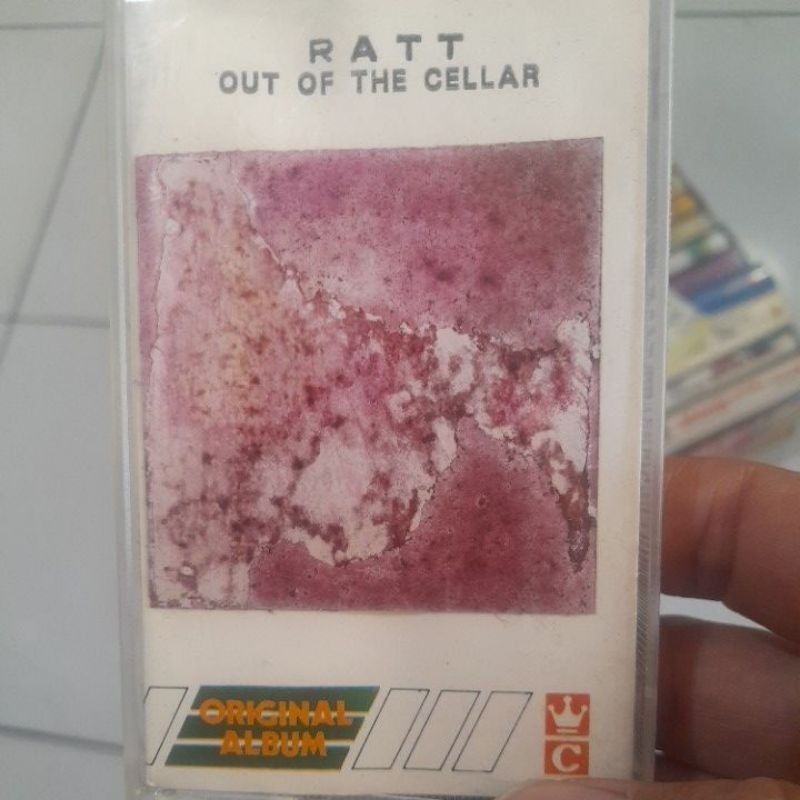 RATT
OUT OF THE CELLAR
ORIGINAL
ALBUM
C